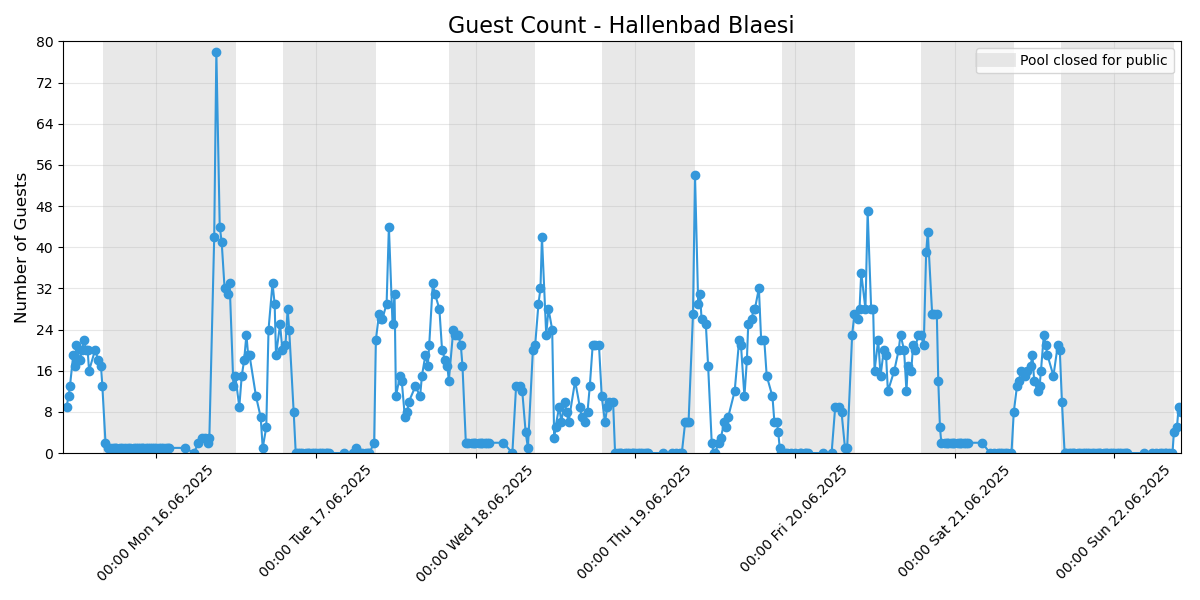 Guest Count - Hallenbad Blaesi
Pool closed for public
Number of Guests
80
72
64
56
48
40
32
24
16
8
0
00:00 Mon 16.06.2025
00:00 Tue 17.06.2025
00:00 Wed 18.06.2025
00:00 Thu 19.06.2025
00:00 Fri 20.06.2025
00:00 Sat 21.06.2025
00:00 Sun 22.06.2025